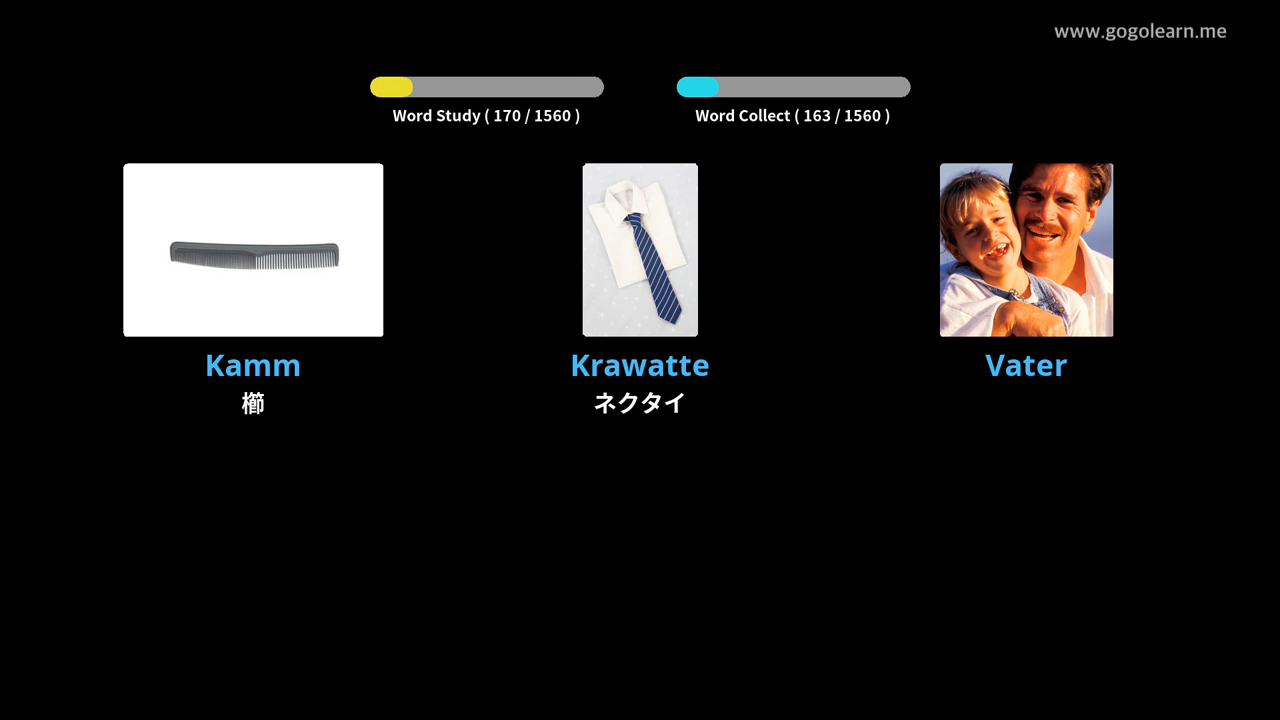 www.gogolearn.me
Word Study ( 170 / 1560 )
Word Collect ( 163 / 1560 )
Kamm
Krawatte
Vater
櫛
ネクタイ